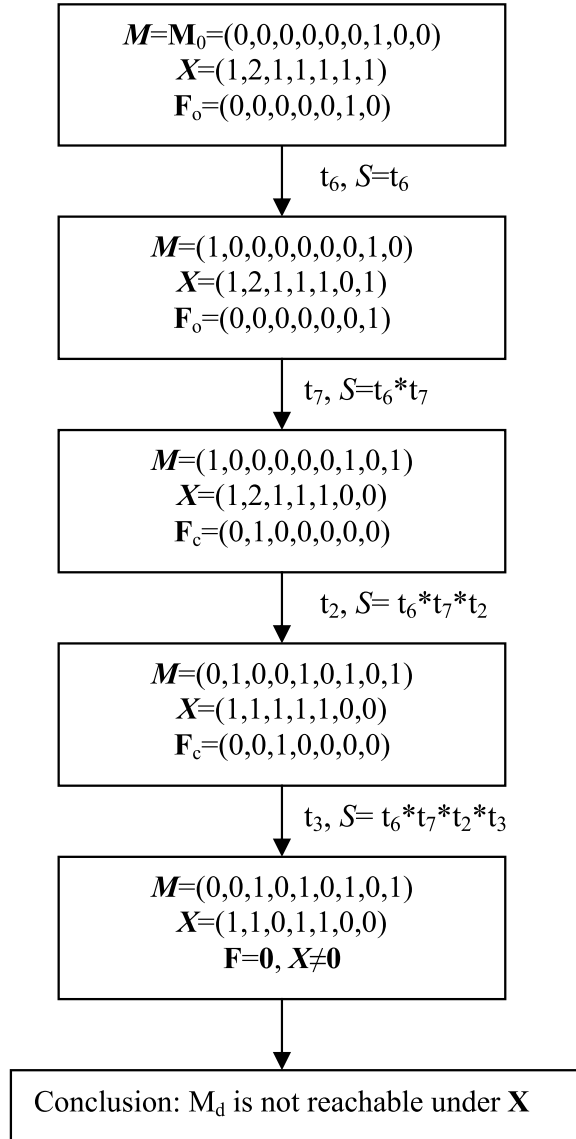 M=M₀=(0,0,0,0,0,0,1,0,0)
X=(1,2,1,1,1,1,1)
Fₒ=(0,0,0,0,0,1,0)
t₆, S=t₆
M=(1,0,0,0,0,0,0,1,0)
X=(1,2,1,1,1,0,1)
Fₒ=(0,0,0,0,0,0,1)
t₇, S=t₆*t₇
M=(1,0,0,0,0,0,1,0,1)
X=(1,2,1,1,1,0,0)
F_c=(0,1,0,0,0,0,0)
t₂, S= t₆*t₇*t₂
M=(0,1,0,0,1,0,1,0,1)
X=(1,1,1,1,1,0,0)
F_c=(0,0,1,0,0,0,0)
t₃, S= t₆*t₇*t₂*t₃
M=(0,0,1,0,1,0,1,0,1)
X=(1,1,0,1,1,0,0)
F=0, X≠0
Conclusion: M_d is not reachable under X